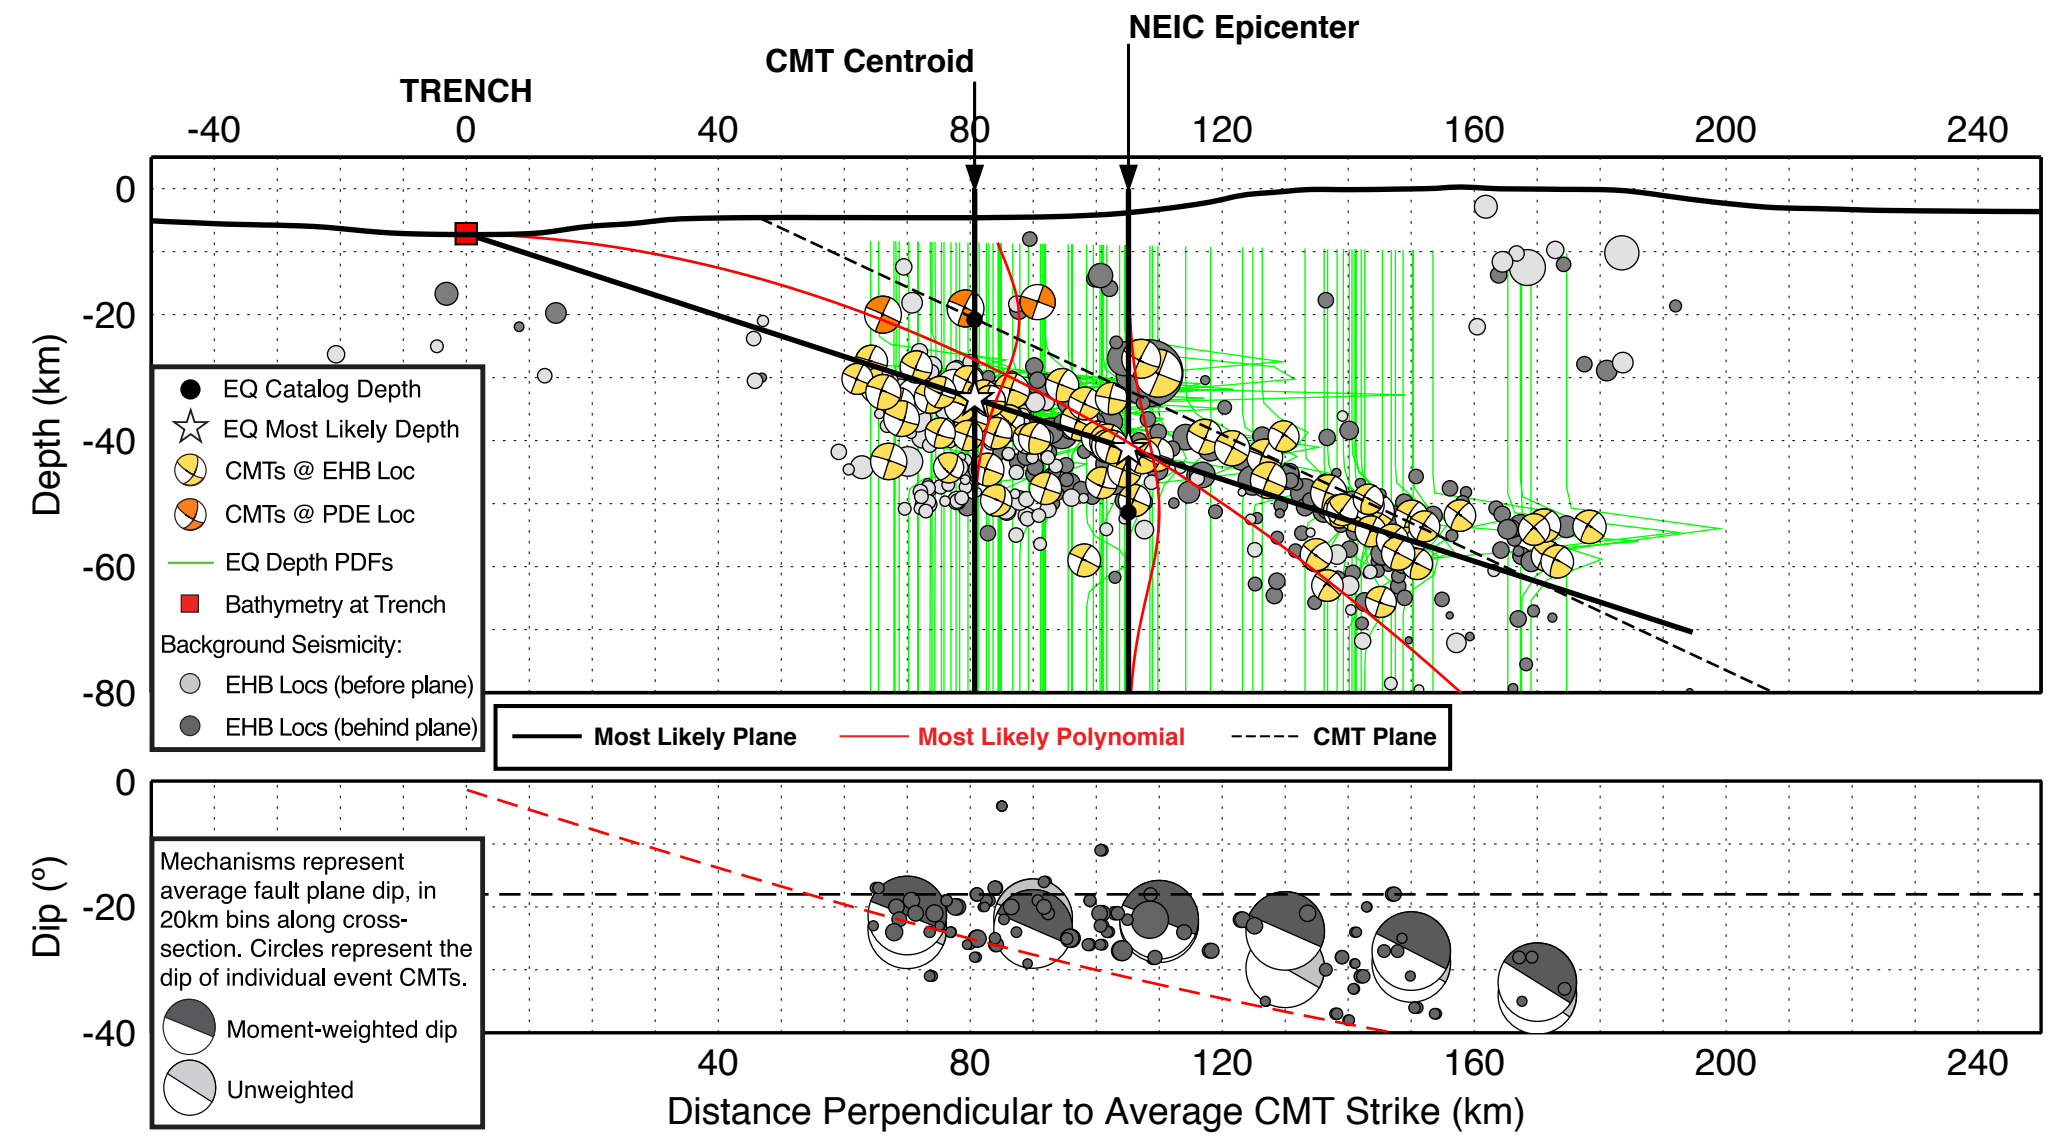 NEIC Epicenter
CMT Centroid
TRENCH
-40 0 40 80 120 160 200 240
0
-20
-40
-60
-80
Depth (km)
EQ Catalog Depth
EQ Most Likely Depth
CMTs @ EHB Loc
CMTs @ PDE Loc
EQ Depth PDFs
Bathymetry at Trench
Background Seismicity:
EHB Locs (before plane)
EHB Locs (behind plane)
Most Likely Plane Most Likely Polynomial CMT Plane
0
-20
-40
Dip (º)
Mechanisms represent
average fault plane dip, in
20km bins along cross-
section. Circles represent the
dip of individual event CMTs.
Moment-weighted dip
Unweighted
40 80 120 160 200 240
Distance Perpendicular to Average CMT Strike (km)